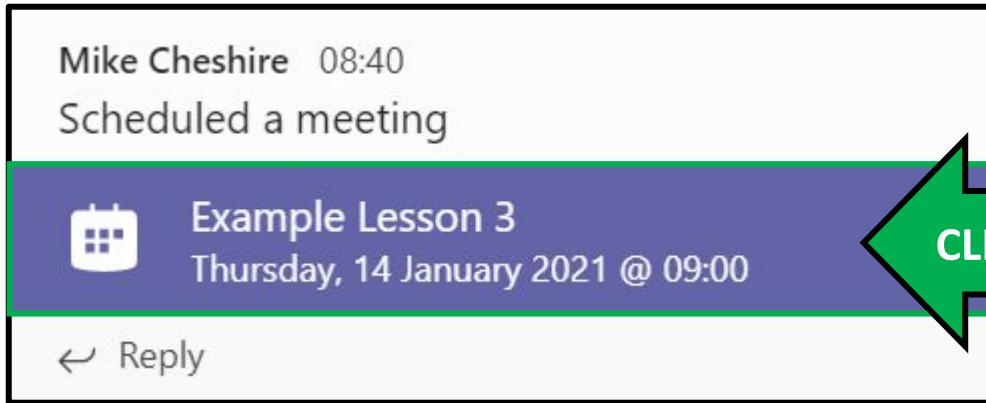 Mike Cheshire 08:40
Scheduled a meeting
Example Lesson 3
Thursday, 14 January 2021 @ 09:00
Reply